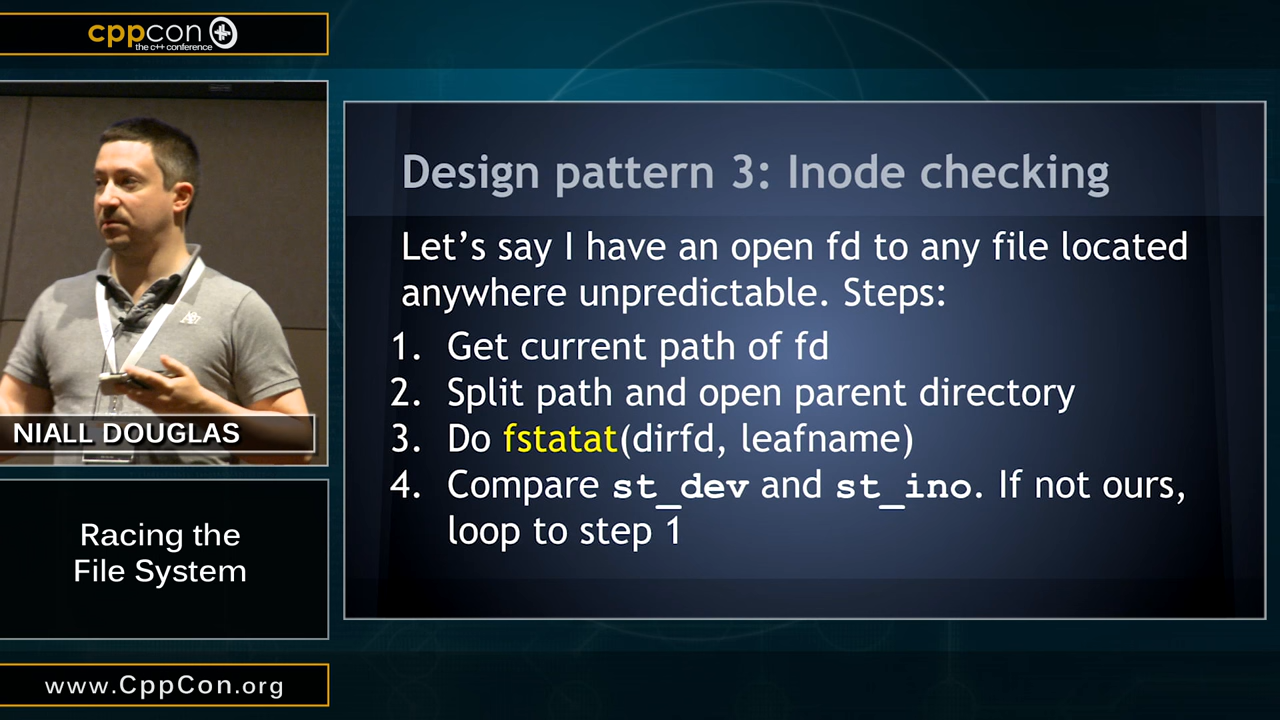 cppcon
the c++ conference
NIALL DOUGLAS
Racing the
File System
www.CppCon.org
Design pattern 3: Inode checking
Let’s say I have an open fd to any file located
anywhere unpredictable. Steps:
1. Get current path of fd
2. Split path and open parent directory
3. Do fstatat(dirfd, leafname)
4. Compare st_dev and st_ino. If not ours,
loop to step 1